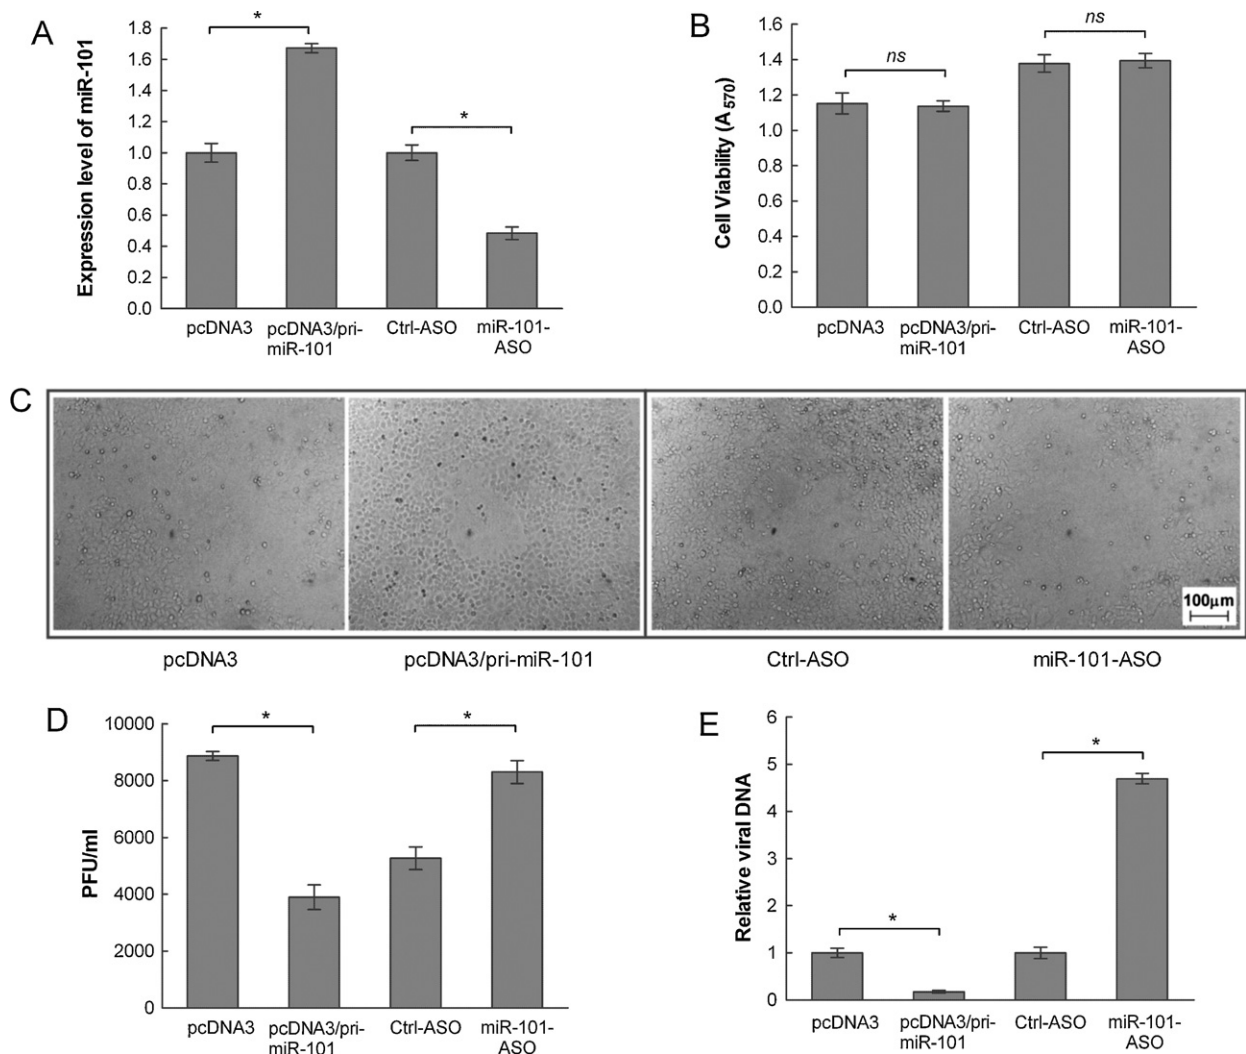 A
Expression level of miR-101
1.8
1.6
1.4
1.2
1.0
0.8
0.6
0.4
0.2
0.0
*
*
pcDNA3
pcDNA3/pri-
miR-101
Ctrl-ASO
miR-101-
ASO
B
Cell Viability (A570)
1.6
1.4
1.2
1.0
0.8
0.6
0.4
0.2
0.0
ns
ns
pcDNA3
pcDNA3/pri-
miR-101
Ctrl-ASO
miR-101-
ASO
C
100µm
pcDNA3
pcDNA3/pri-miR-101
Ctrl-ASO
miR-101-ASO
D
PFU/ml
10000
8000
6000
4000
2000
0
*
*
pcDNA3
pcDNA3/pri-
miR-101
Ctrl-ASO
miR-101-
ASO
E
Relative viral DNA
6
5
4
3
2
1
0
*
*
pcDNA3
pcDNA3/pri-
miR-101
Ctrl-ASO
miR-101-
ASO